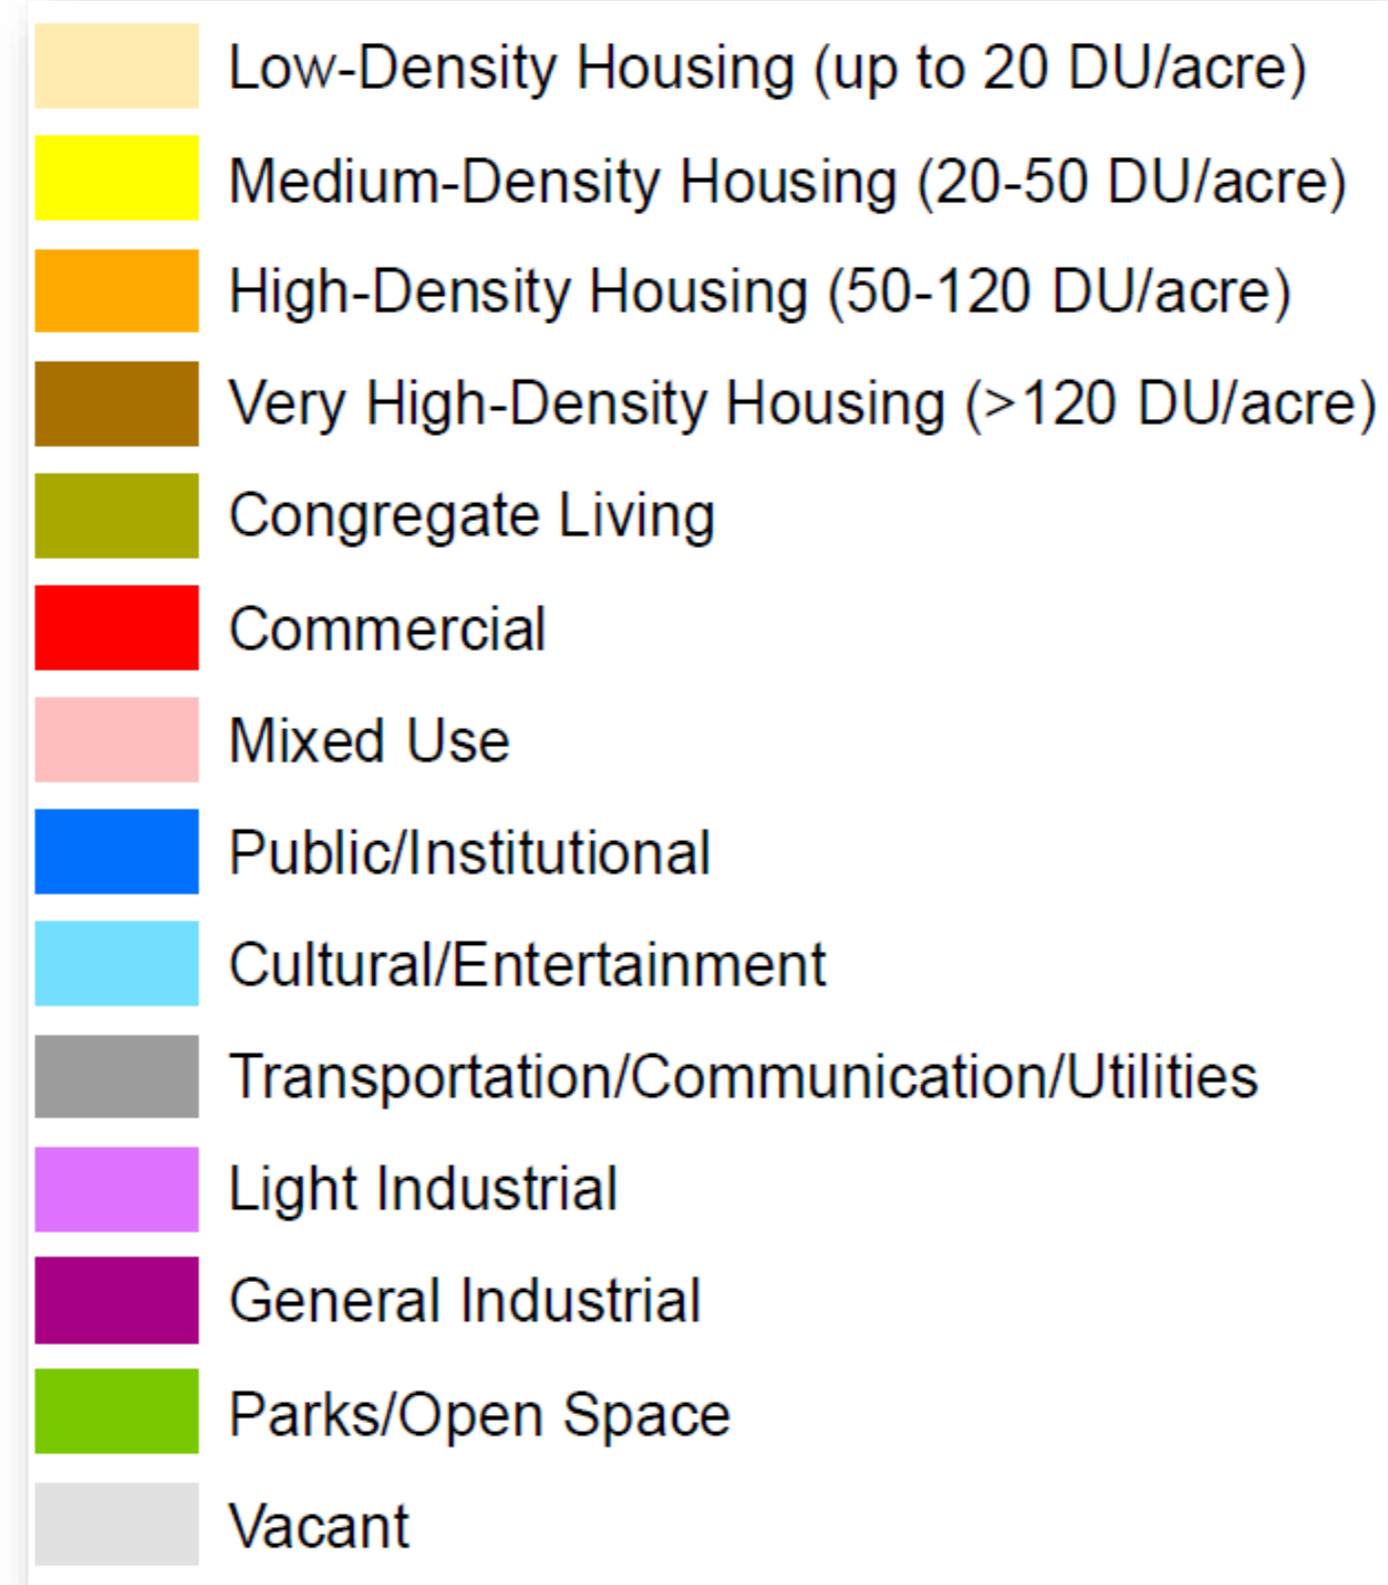 Low-Density Housing (up to 20 DU/acre)
Medium-Density Housing (20-50 DU/acre)
High-Density Housing (50-120 DU/acre)
Very High-Density Housing (>120 DU/acre)
Congregate Living
Commercial
Mixed Use
Public/Institutional
Cultural/Entertainment
Transportation/Communication/Utilities
Light Industrial
General Industrial
Parks/Open Space
Vacant